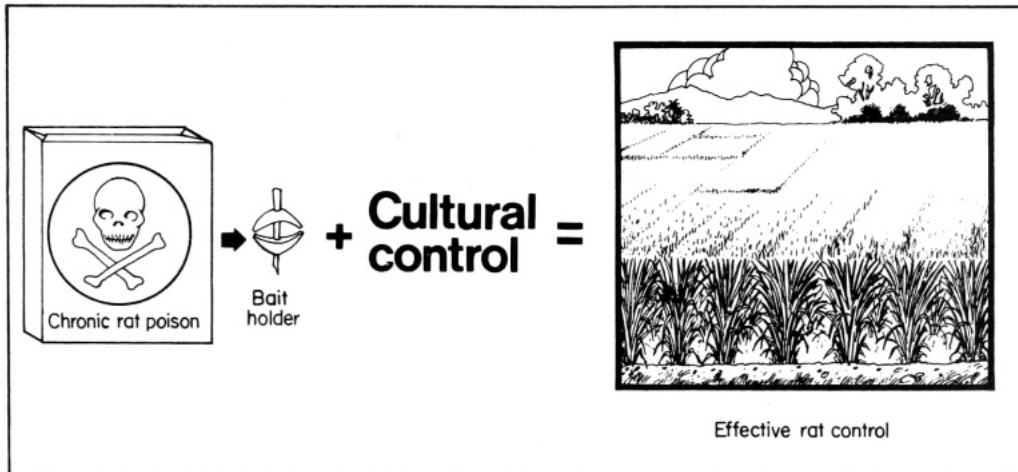 Chronic rat poison
Bait
holder
+
Cultural
control
=
Effective rat control